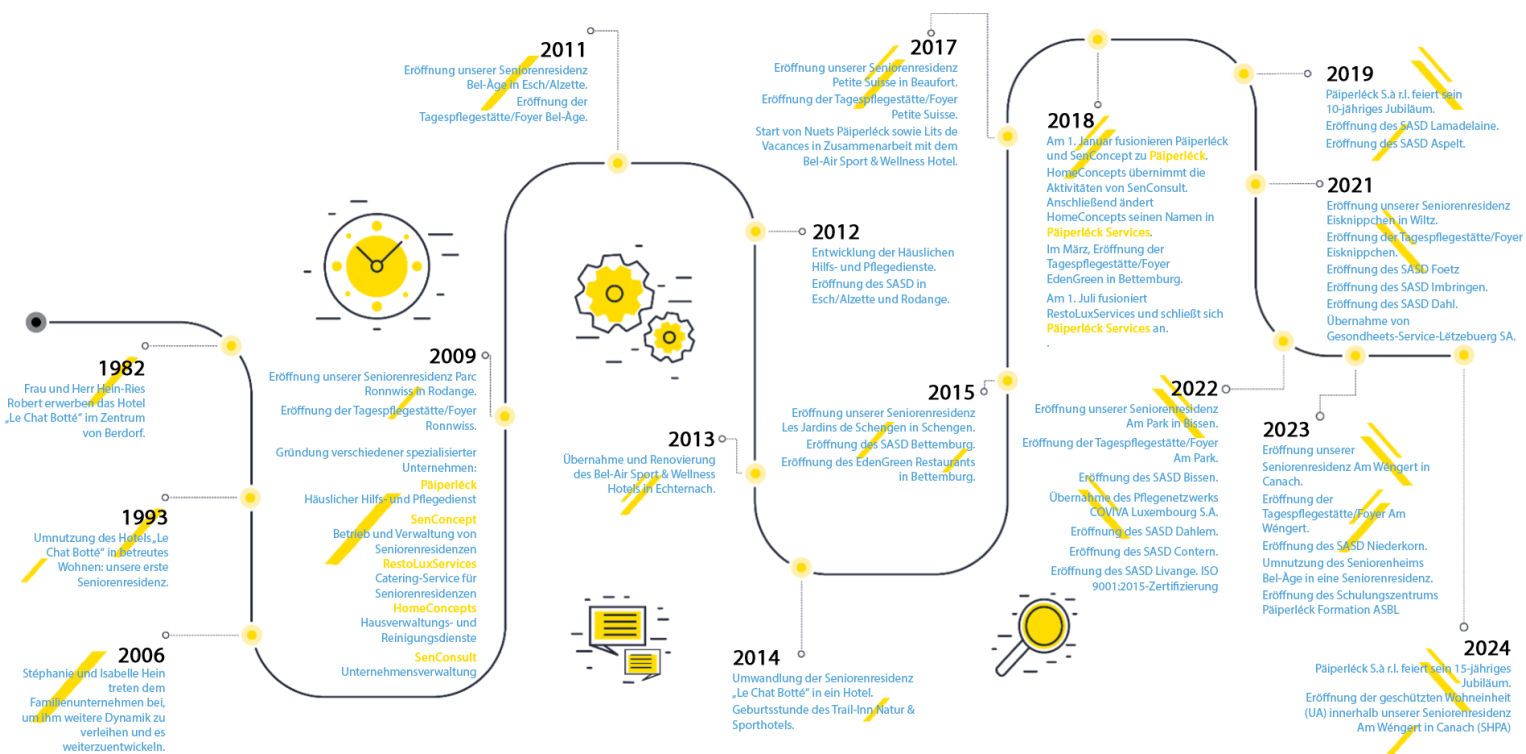 1982
Frau und Herr Hein-Ries
Robert erwerben das Hotel
„Le Chat Botté“ im Zentrum
von Berdorf.
1993
Umnutzung des Hotels„Le
Chat Botté“ in betreutes
Wohnen: unsere erste
Seniorenresidenz.
2006
Stéphanie und Isabelle Hein
treten dem
Familienunternehmen bei,
um ihm weitere Dynamik zu
verleihen und es
weiterzuentwickeln.
2009
Eröffnung unserer Seniorenresidenz Parc
Ronnwiss in Rodange.
Eröffnung der Tagespflegestätte/Foyer
Ronnwiss.
Gründung verschiedener spezialisierter
Unternehmen:
Päiperléck
Häuslicher Hilfs- und Pflegedienst
SenConcept
Betrieb und Verwaltung von
Seniorenresidenzen
RestoLuxServices
Catering-Service für
Seniorenresidenzen
HomeConcepts
Hausverwaltungs- und
Reinigungsdienste
SenConsult
Unternehmensverwaltung
2011
Eröffnung unserer Seniorenresidenz
Bel-Âge in Esch/Alzette.
Eröffnung der
Tagespflegestätte/Foyer Bel-Âge.
2012
Entwicklung der Häuslichen
Hilfs- und Pflegedienste.
Eröffnung des SASD in
Esch/Alzette und Rodange.
2013
Übernahme und Renovierung
des Bel-Air Sport & Wellness
Hotels in Echternach.
2014
Umwandlung der Seniorenresidenz
„Le Chat Botté“ in ein Hotel.
Geburtsstunde des Trail-Inn Natur &
Sporthotels.
2015
Eröffnung unserer Seniorenresidenz
Les Jardins de Schengen in Schengen.
Eröffnung des SASD Bettemburg.
Eröffnung des EdenGreen Restaurants
in Bettemburg.
2017
Eröffnung unserer Seniorenresidenz
Petite Suisse in Beaufort.
Eröffnung der Tagespflegestätte/Foyer
Petite Suisse.
Start von Nuets Päiperléck sowie Lits de
Vacances in Zusammenarbeit mit dem
Bel-Air Sport & Wellness Hotel.
2018
Am 1. Januar fusionieren Päiperléck
und SenConcept zu Päiperléck.
HomeConcepts übernimmt die
Aktivitäten von SenConsult.
Anschließend ändert
HomeConcepts seinen Namen in
Päiperléck Services.
Im März, Eröffnung der
Tagespflegestätte/Foyer
EdenGreen in Bettemburg.
Am 1. Juli fusioniert
RestoLuxServices und schließt sich
Päiperléck Services an.
.
2019
Päiperléck S.à r.l. feiert sein
10-jähriges Jubiläum.
Eröffnung des SASD Lamadelaine.
Eröffnung des SASD Aspelt.
2021
Eröffnung unserer Seniorenresidenz
Eisknippchen in Wiltz.
Eröffnung der Tagespflegestätte/Foyer
Eisknippchen.
Eröffnung des SASD Foetz
Eröffnung des SASD Imbringen.
Eröffnung des SASD Dahl.
Übernahme von
Gesondheets-Service-Lëtzebuerg SA.
2022
Eröffnung unserer Seniorenresidenz
Am Park in Bissen.
Eröffnung der Tagespflegestätte/Foyer
Am Park.
Eröffnung des SASD Bissen.
Übernahme des Pflegenetzwerks
COVIVA Luxembourg S.A.
Eröffnung des SASD Dahlem.
Eröffnung des SASD Contern.
Eröffnung des SASD Livange. ISO
9001:2015-Zertifizierung
2023
Eröffnung unserer
Seniorenresidenz Am Wéngert in
Canach.
Eröffnung der
Tagespflegestätte/Foyer Am
Wéngert.
Eröffnung des SASD Niederkorn.
Umnutzung des Seniorenheims
Bel-Âge in eine Seniorenresidenz.
Eröffnung des Schulungszentrums
Päiperléck Formation ASBL
2024
Päiperléck S.à r.l. feiert sein 15-jähriges
Jubiläum.
Eröffnung der geschützten Wohneinheit
(UA) innerhalb unserer Seniorenresidenz
Am Wéngert in Canach (SHPA)